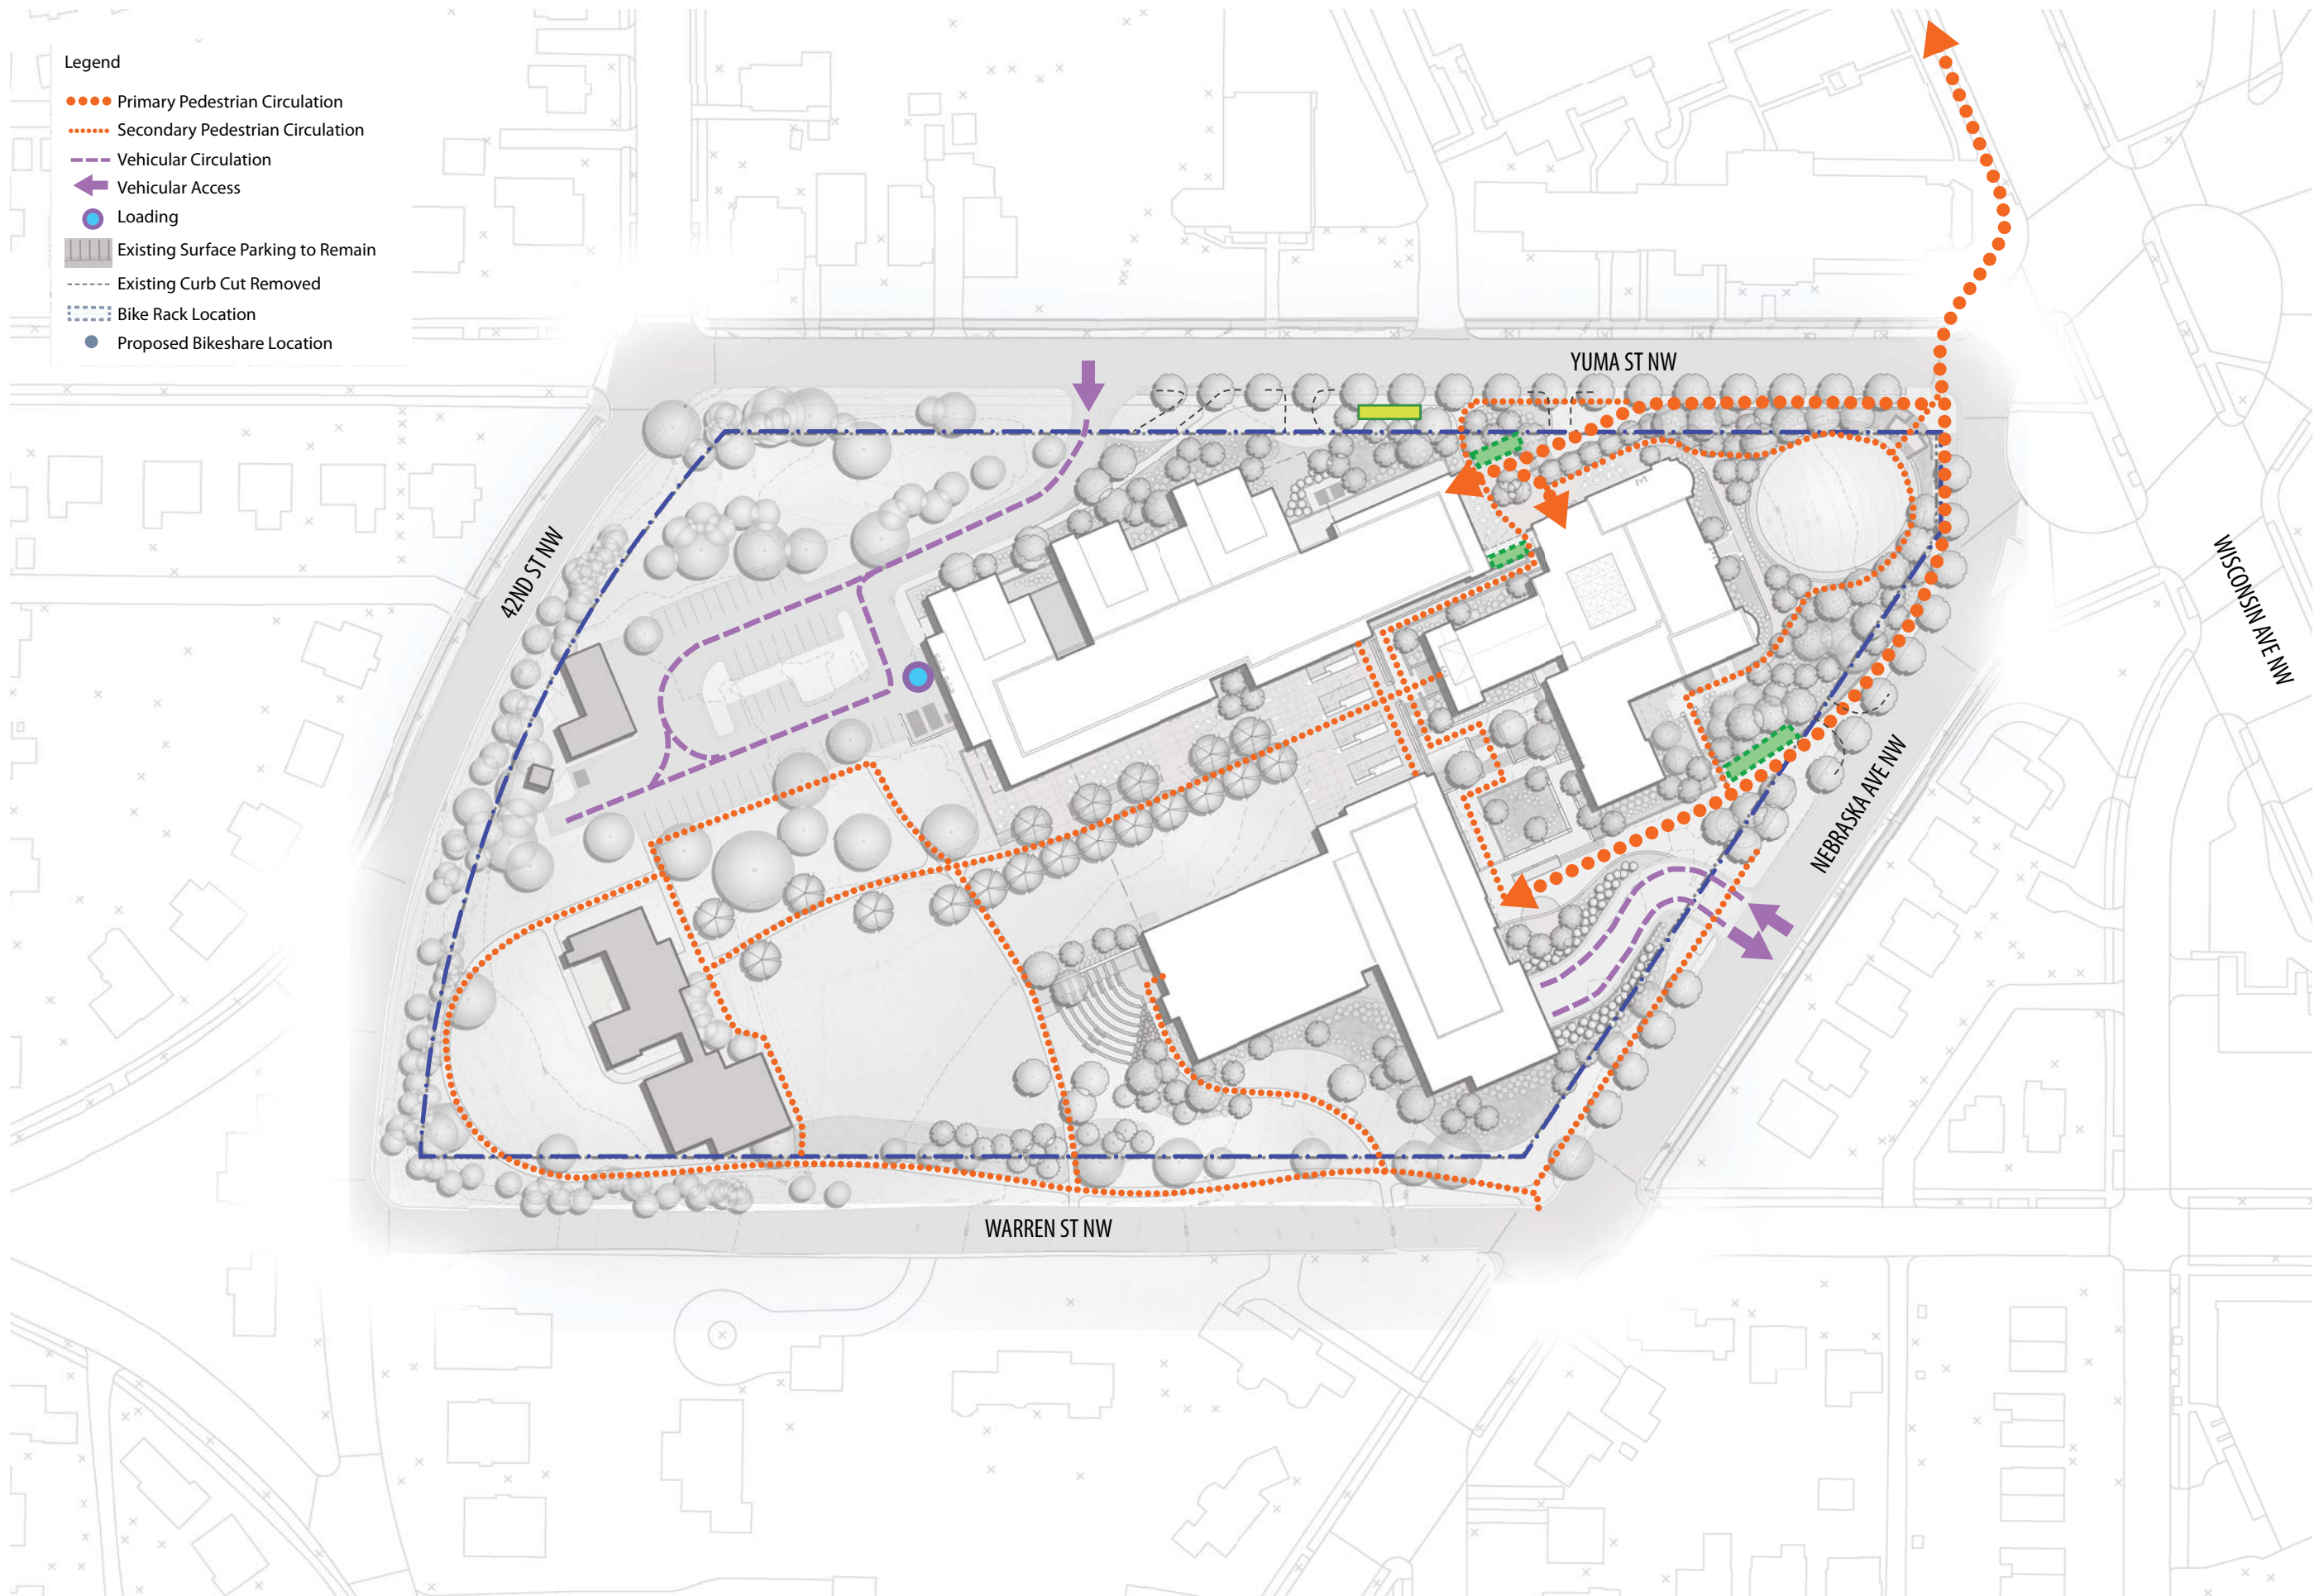 Legend
Primary Pedestrian Circulation
Secondary Pedestrian Circulation
Vehicular Circulation
Vehicular Access
Loading
Existing Surface Parking to Remain
Existing Curb Cut Removed
Bike Rack Location
Proposed Bikeshare Location
YUMA ST NW
42ND ST NW
WISCONSIN AVE NW
NEBRASKA AVE NW
WARREN ST NW